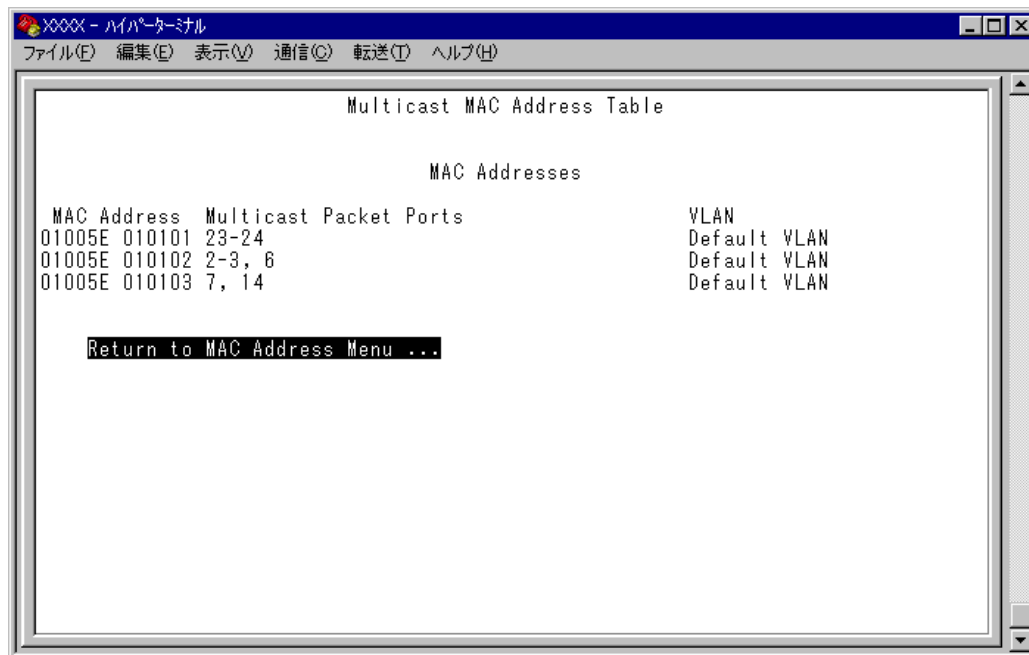 XXXX - ﾊｲﾊﾟｰﾀｰﾐﾅﾙ
ファイル(F) 編集(E) 表示(V) 通信(C) 転送(T) ヘルプ(H)
Multicast MAC Address Table
MAC Addresses
MAC Address Multicast Packet Ports VLAN
01005E 010101 23-24 Default VLAN
01005E 010102 2-3, 6 Default VLAN
01005E 010103 7, 14 Default VLAN
Return to MAC Address Menu ...